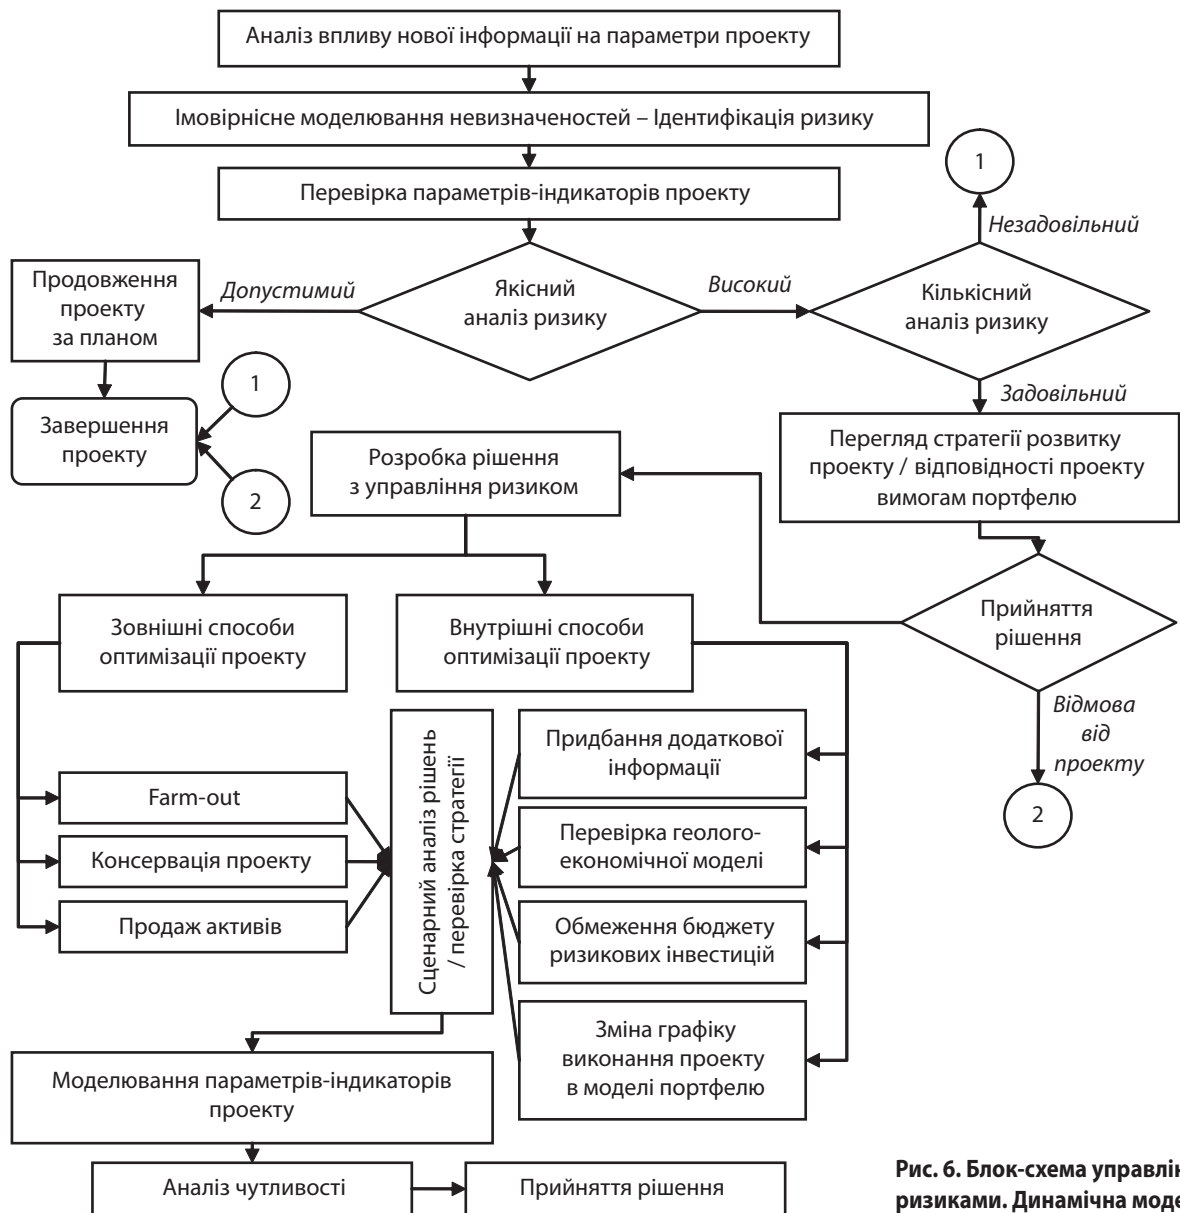 Аналіз впливу нової інформації на параметри проекту
Імовірнісне моделювання невизначеностей – Ідентифікація ризику
1
Перевірка параметрів-індикаторів проекту
Незадовільний
Продовження
проекту
за планом
Допустимий
Якісний
аналіз ризику
Високий
Кількісний
аналіз ризику
1
Задовільний
Завершення
проекту
2
Розробка рішення
з управління ризиком
Перегляд стратегії розвитку
проекту / відповідності проекту
вимогам портфелю
Зовнішні способи
оптимізації проекту
Внутрішні способи
оптимізації проекту
Прийняття
рішення
Відмова
від
проекту
2
Сценарний аналіз рішень
/ перевірка стратегії
Придбання додаткової
інформації
Farm-out
Перевірка геолого-
економічної моделі
Консервація проекту
Продаж активів
Обмеження бюджету
ризикових інвестицій
Зміна графіку
виконання проекту
в моделі портфелю
Моделювання параметрів-індикаторів
проекту
Аналіз чутливості
Прийняття рішення
Рис. 6. Блок-схема
ризиками. Динамічна